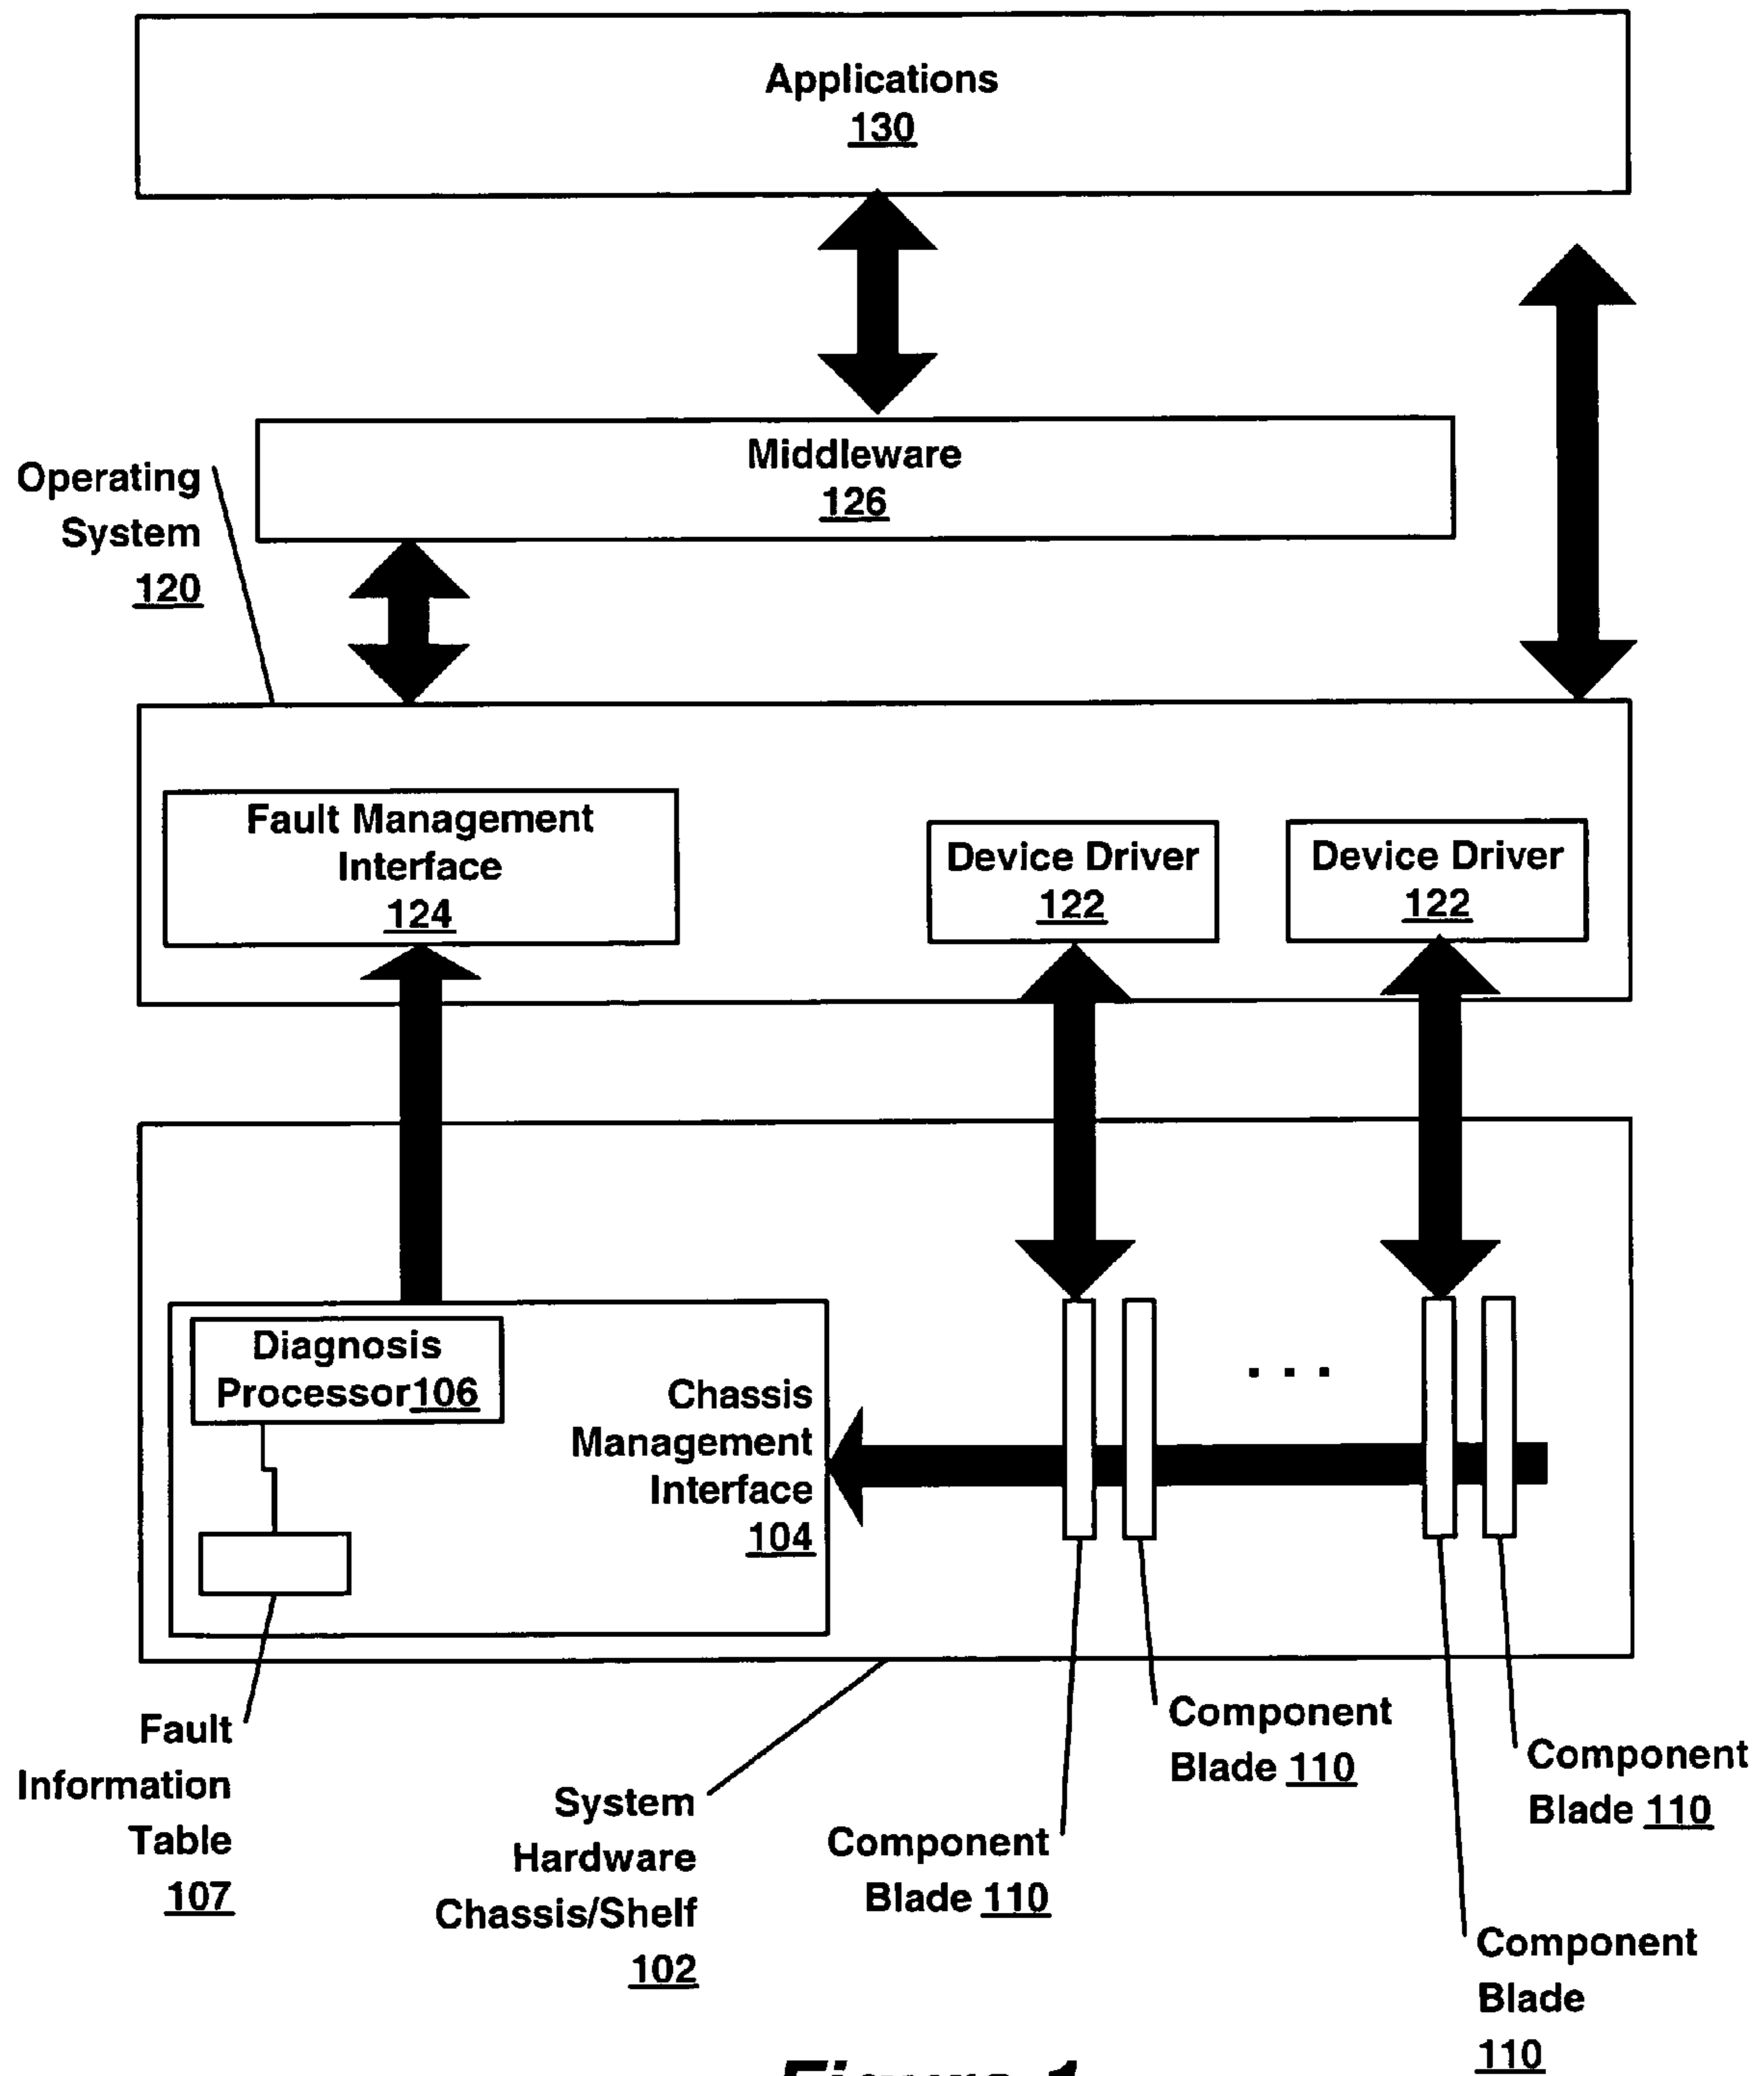 Applications
130
Middleware
126
Operating
System
120
Fault Management
Interface
124
Device Driver
122
Device Driver
122
Diagnosis
Processor106
Chassis
Management
Interface
104
. . .
Fault
Information
Table
107
System
Hardware
Chassis/Shelf
102
Component
Blade 110
Component
Blade 110
Component
Blade 110
Component
Blade
110
Figure 1